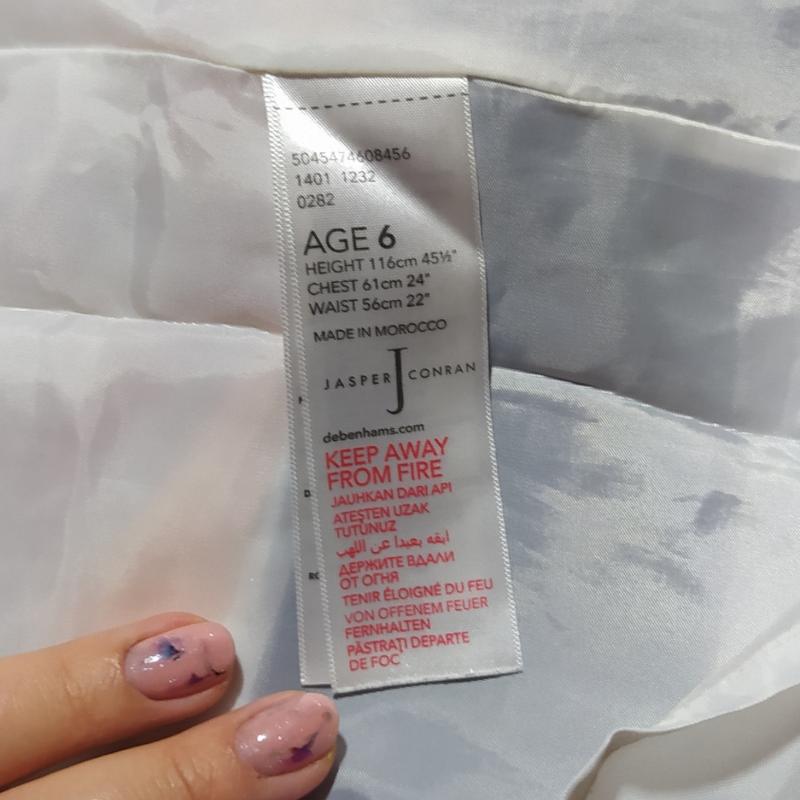 5045474608456
1401 1232
0282
AGE 6
HEIGHT 116cm 45½"
CHEST 61cm 24"
WAIST 56cm 22"
MADE IN MOROCCO
JASPER J CONRAN
debenhams.com
KEEP AWAY
FROM FIRE
JAUHKAN DARI API
ATEŞTEN UZAK
TUTUNUZ
ابقه بعيدا عن اللهب
ДЕРЖИТЕ ВДАЛИ
ОТ ОГНЯ
TENIR ÉLOIGNÉ DU FEU
VON OFFENEM FEUER
FERNHALTEN
PĂSTRAŢI DEPARTE
DE FOC